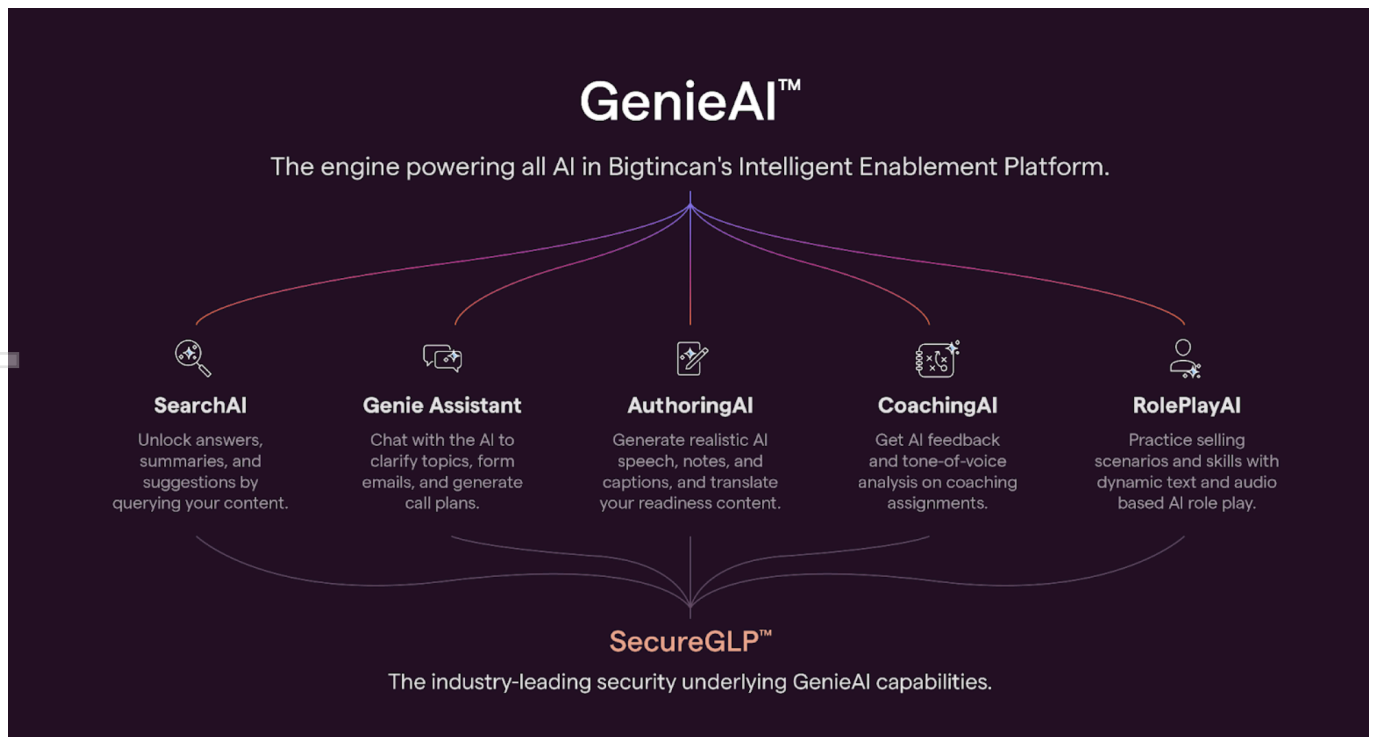 GenieAI™
The engine powering all AI in Bigtincan's Intelligent Enablement Platform.
SearchAI
Unlock answers,
summaries, and
suggestions by
querying your content.
Genie Assistant
Chat with the AI to
clarify topics, form
emails, and generate
call plans.
AuthoringAI
Generate realistic AI
speech, notes, and
captions, and translate
your readiness content.
CoachingAI
Get AI feedback
and tone-of-voice
analysis on coaching
assignments.
RolePlayAI
Practice selling
scenarios and skills with
dynamic text and audio
based AI role play.
SecureGLP™
The industry-leading security underlying GenieAI capabilities.